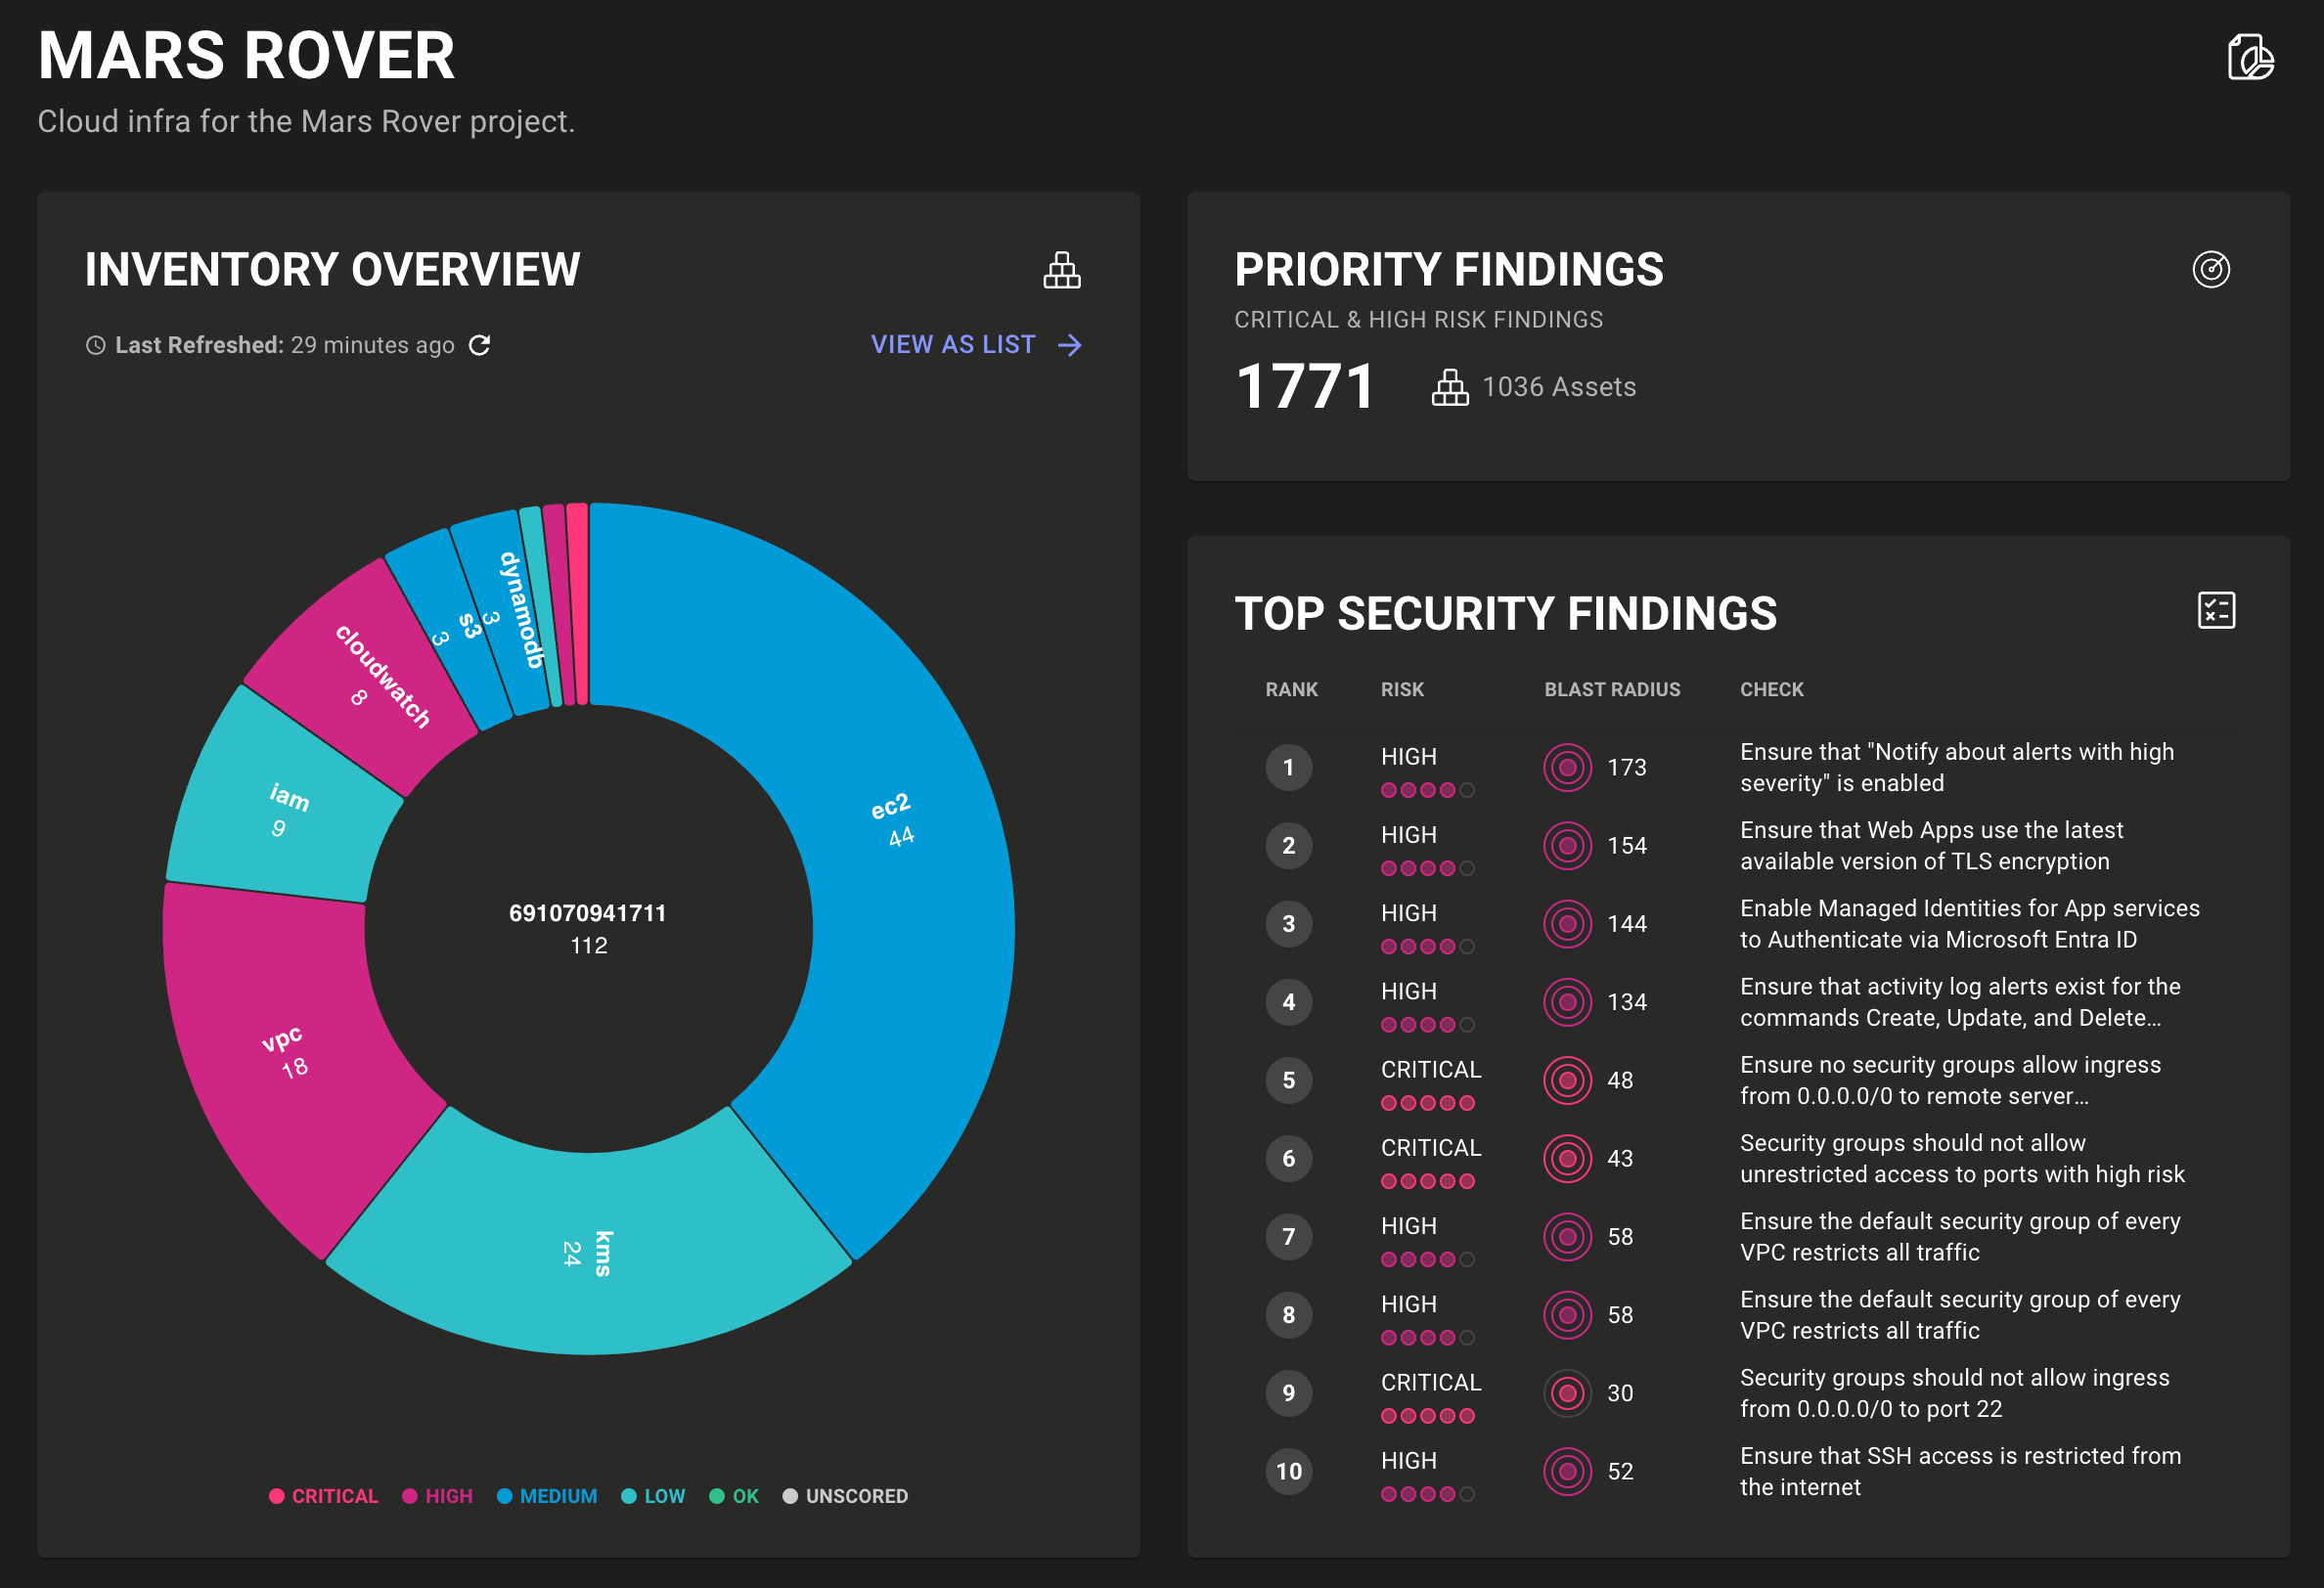 MARS ROVER
Cloud infra for the Mars Rover project.
INVENTORY OVERVIEW
Last Refreshed: 29 minutes ago
VIEW AS LIST
ec2
44
kms
24
vpc
18
iam
9
cloudwatch
8
s3
3
dynamodb
3
691070941711
112
CRITICAL HIGH MEDIUM LOW OK UNSCORED
PRIORITY FINDINGS
CRITICAL & HIGH RISK FINDINGS
1771 1036 Assets
TOP SECURITY FINDINGS
RANK RISK BLAST RADIUS CHECK
1 HIGH 173 Ensure that "Notify about alerts with high
severity" is enabled
2 HIGH 154 Ensure that Web Apps use the latest
available version of TLS encryption
3 HIGH 144 Enable Managed Identities for App services
to Authenticate via Microsoft Entra ID
4 HIGH 134 Ensure that activity log alerts exist for the
commands Create, Update, and Delete...
5 CRITICAL 48 Ensure no security groups allow ingress
from 0.0.0.0/0 to remote server...
6 CRITICAL 43 Security groups should not allow
unrestricted access to ports with high risk
7 HIGH 58 Ensure the default security group of every
VPC restricts all traffic
8 HIGH 58 Ensure the default security group of every
VPC restricts all traffic
9 CRITICAL 30 Security groups should not allow ingress
from 0.0.0.0/0 to port 22
10 HIGH 52 Ensure that SSH access is restricted from
the internet